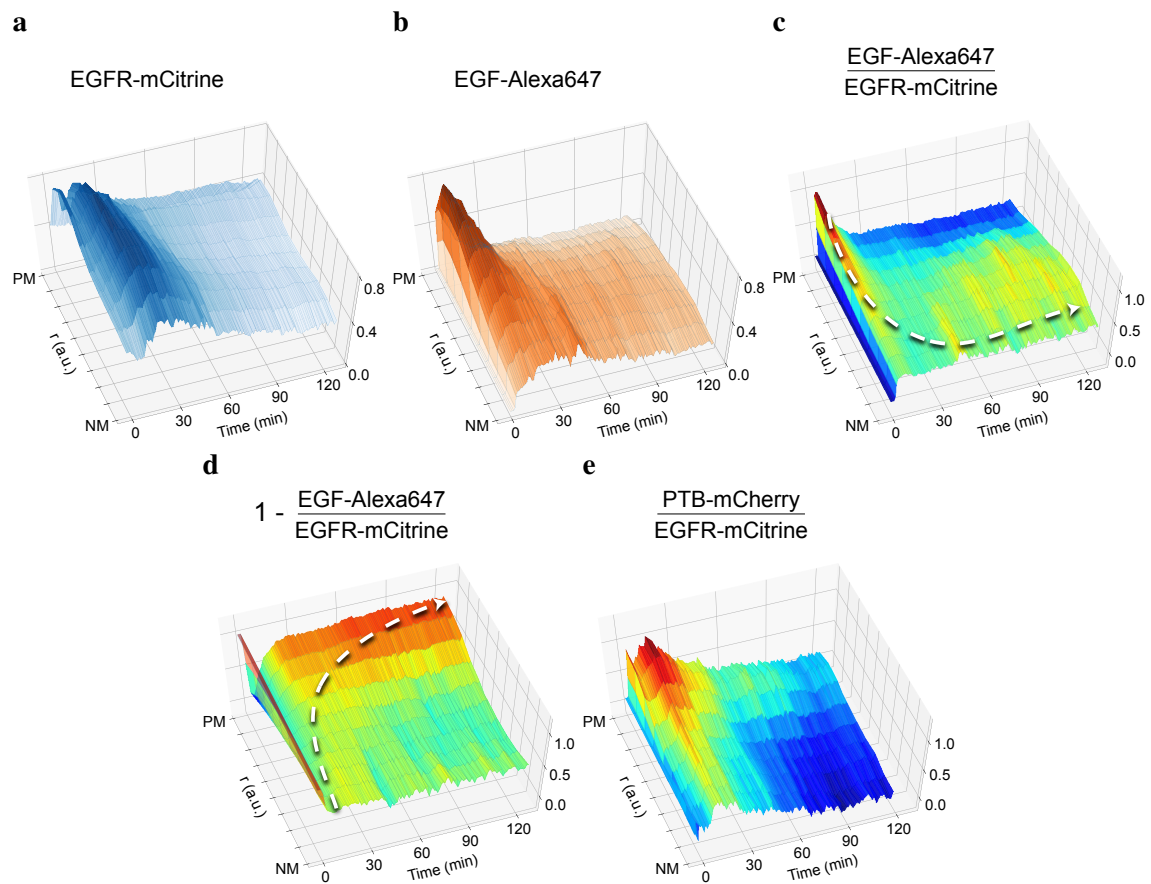 a
EGFR-mCitrine
PM
r (a.u.)
NM
0
30
60
90
120
Time (min)
0.0
0.4
0.8
b
EGF-Alexa647
PM
r (a.u.)
NM
0
30
60
90
120
Time (min)
0.0
0.4
0.8
c
EGF-Alexa647
EGFR-mCitrine
PM
r (a.u.)
NM
0
30
60
90
120
Time (min)
0.0
0.5
1.0
d
1 - EGF-Alexa647
EGFR-mCitrine
PM
r (a.u.)
NM
0
30
60
90
120
Time (min)
0.0
0.5
1.0
e
PTB-mCherry
EGFR-mCitrine
PM
r (a.u.)
NM
0
30
60
90
120
Time (min)
0.0
0.5
1.0